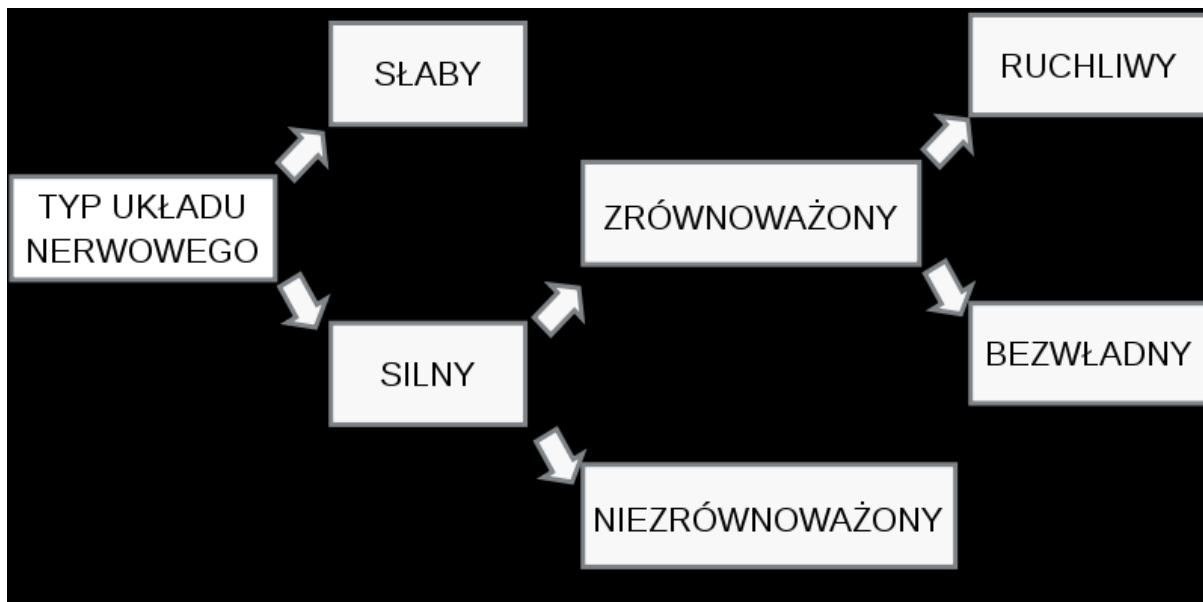 TYP UKŁADU
NERWOWEGO
SŁABY
SILNY
ZRÓWNOWAŻONY
NIEZRÓWNOWAŻONY
RUCHLIWY
BEZWŁADNY